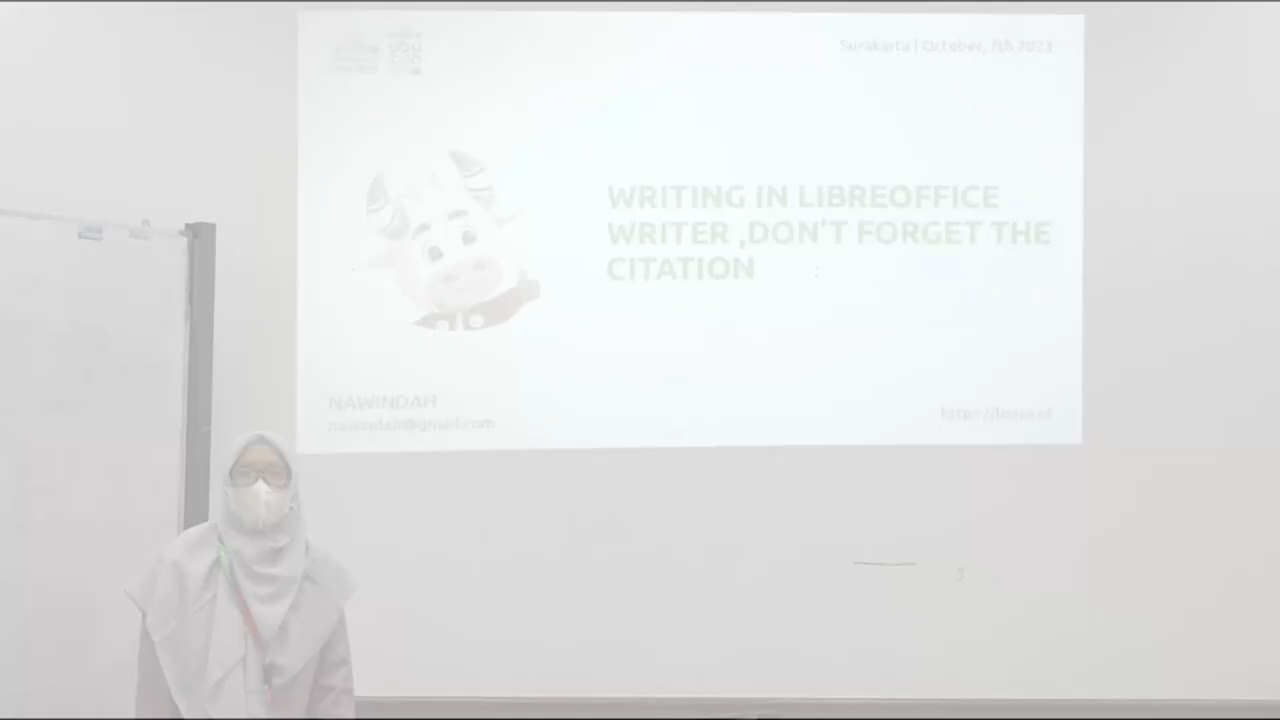 Surakarta | October, 7th 2023
WRITING IN LIBREOFFICE
WRITER ,DON'T FORGET THE
CITATION
NAWINDAH
nawindah@gmail.com